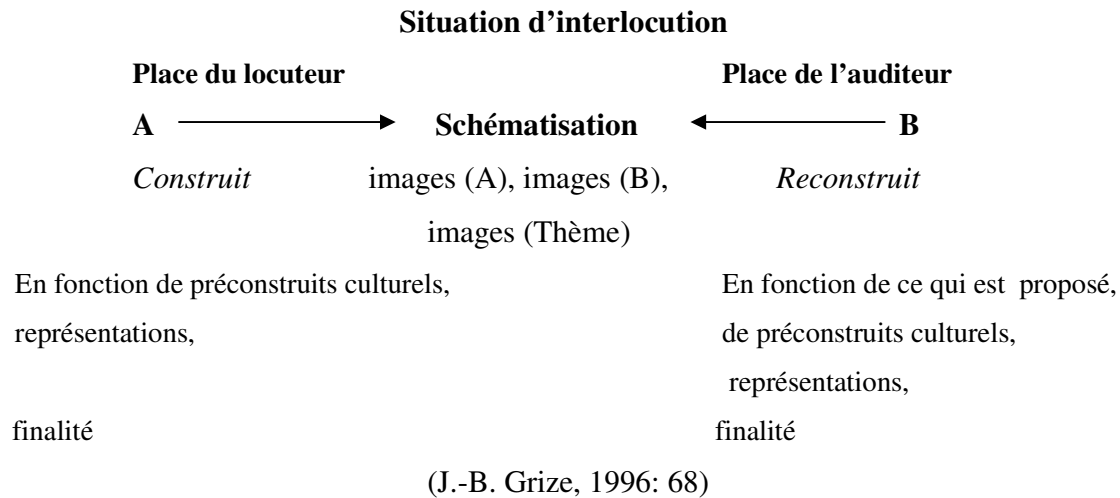 Situation d'interlocution
Place du locuteur Place de l'auditeur
A Schématisation B
Construit images (A), images (B), Reconstruit
images (Thème)
En fonction de préconstruits culturels, En fonction de ce qui est proposé,
représentations, de préconstruits culturels,
représentations,
finalité finalité
(J.-B. Grize, 1996: 68)